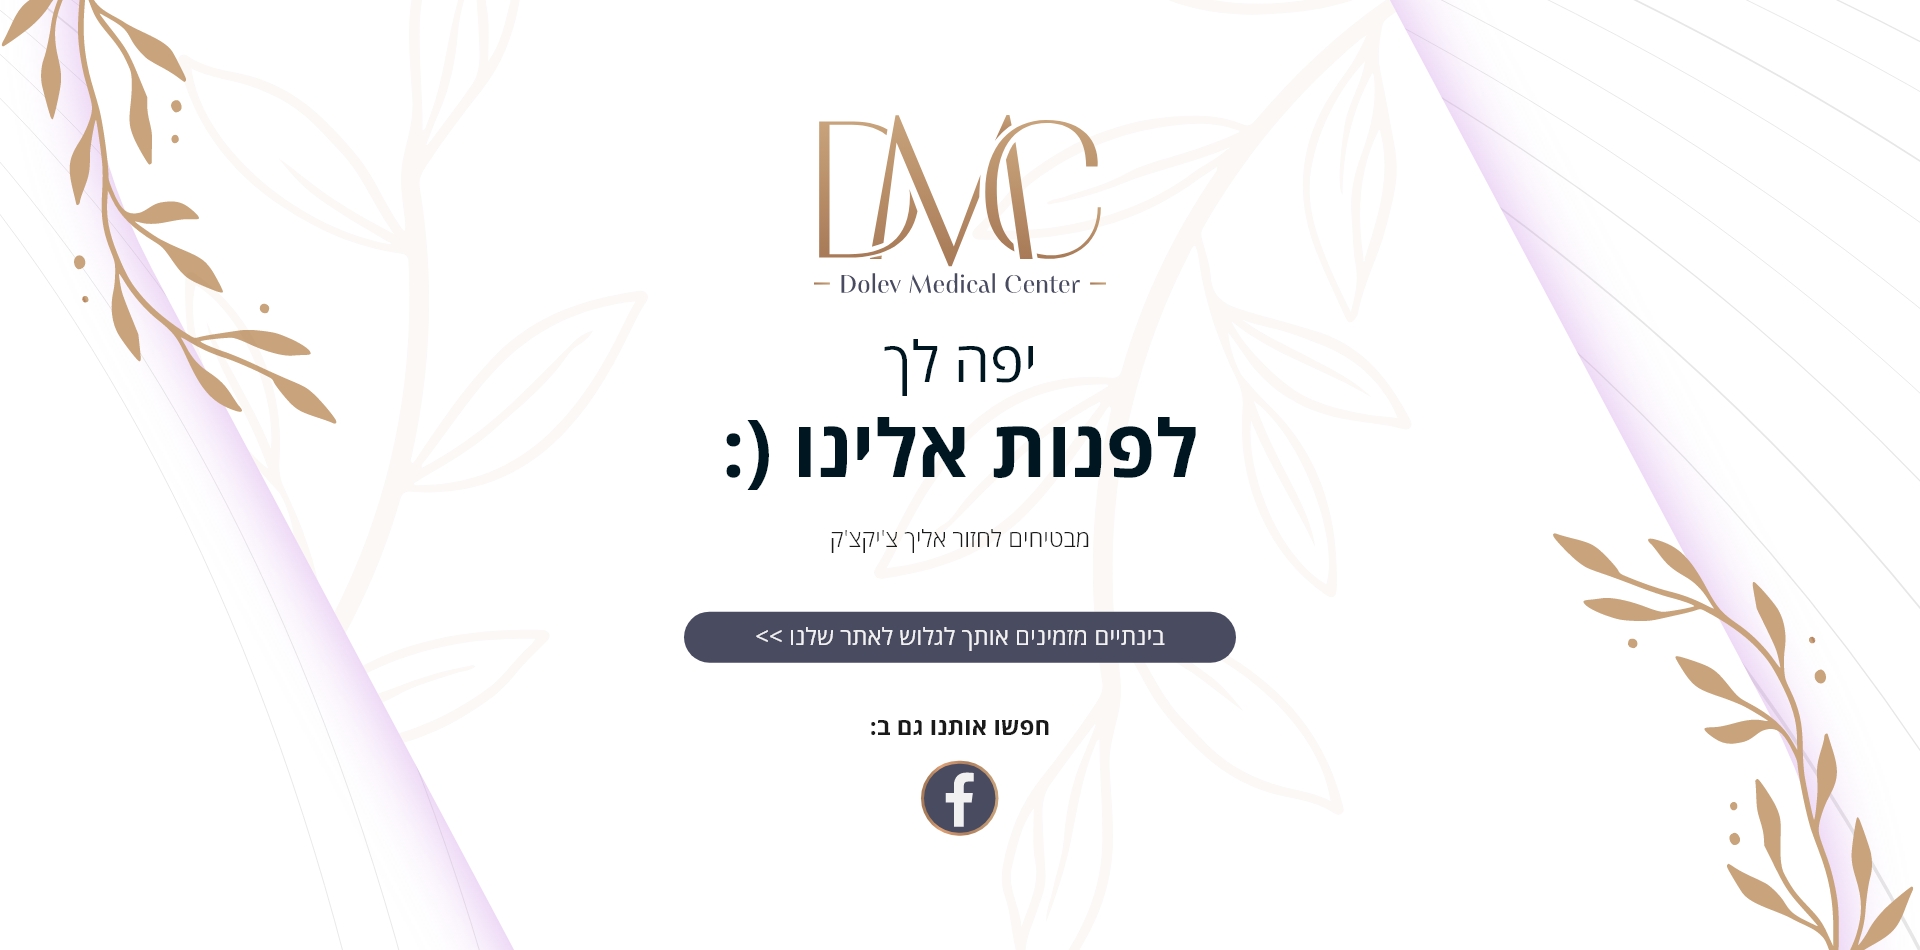 DMC
Dolev Medical Center
יפה לך
לפנות אלינו (:
מבטיחים לחזור אליך צ'יקצ'ק
בינתיים מזמינים אותך לגלוש לאתר שלנו >>
חפשו אותנו גם ב:
f